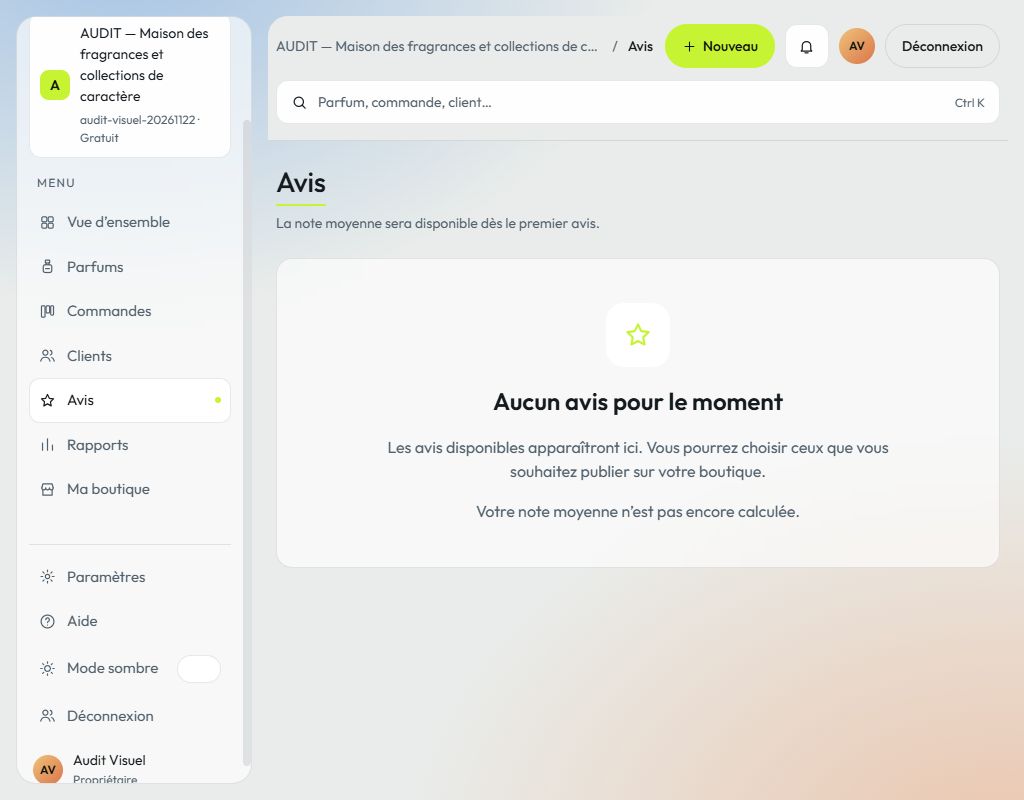 A
AUDIT — Maison des
fragrances et
collections de
caractère
audit-visuel-20261122 ·
Gratuit
MENU
Vue d’ensemble
Parfums
Commandes
Clients
Avis
Rapports
Ma boutique
Paramètres
Aide
Mode sombre
Déconnexion
AV
Audit Visuel
Propriétaire
AUDIT — Maison des fragrances et collections de c… / Avis
+ Nouveau
AV
Déconnexion
Parfum, commande, client…
Ctrl K
Avis
La note moyenne sera disponible dès le premier avis.
Aucun avis pour le moment
Les avis disponibles apparaîtront ici. Vous pourrez choisir ceux que vous
souhaitez publier sur votre boutique.
Votre note moyenne n’est pas encore calculée.